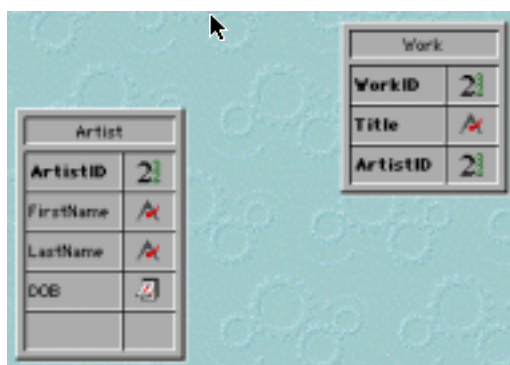 Work
WorkID
Title
ArtistID
Artist
ArtistID
FirstName
LastName
DOB